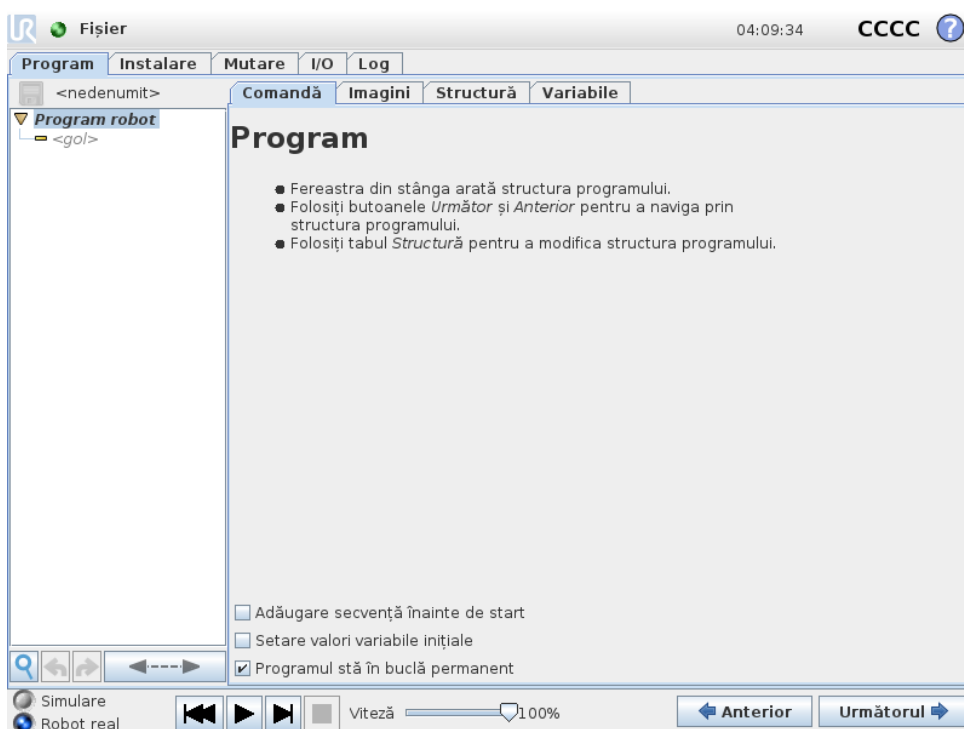 UR Fișier 04:09:34 CCCC ?
Program Instalare Mutare I/O Log
<nedenumit> Comandă Imagini Structură Variabile
Program robot
<gol>
Program
Fereastra din stânga arată structura programului.
Folosiți butoanele Următor și Anterior pentru a naviga prin
structura programului.
Folosiți tabul Structură pentru a modifica structura programului.
Adăugare secvență înainte de start
Setare valori variabile inițiale
Programul stă în buclă permanent
Simulare
Robot real
Viteză 100% Anterior Următorul